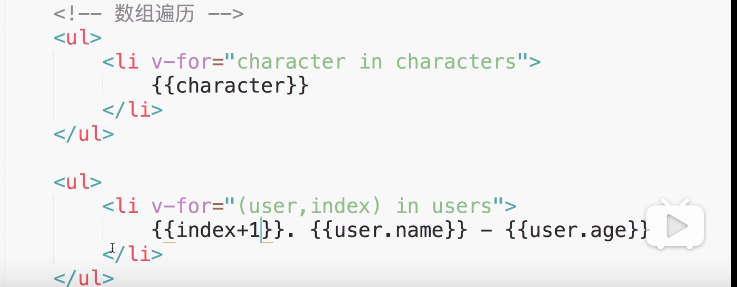 <!-- 数组遍历 -->
<ul>
<li v-for="character in characters">
{{character}}
</li>
</ul>
<ul>
<li v-for="(user,index) in users">
{{index+1}}. {{user.name}} - {{user.age}}
</li>
</ul>